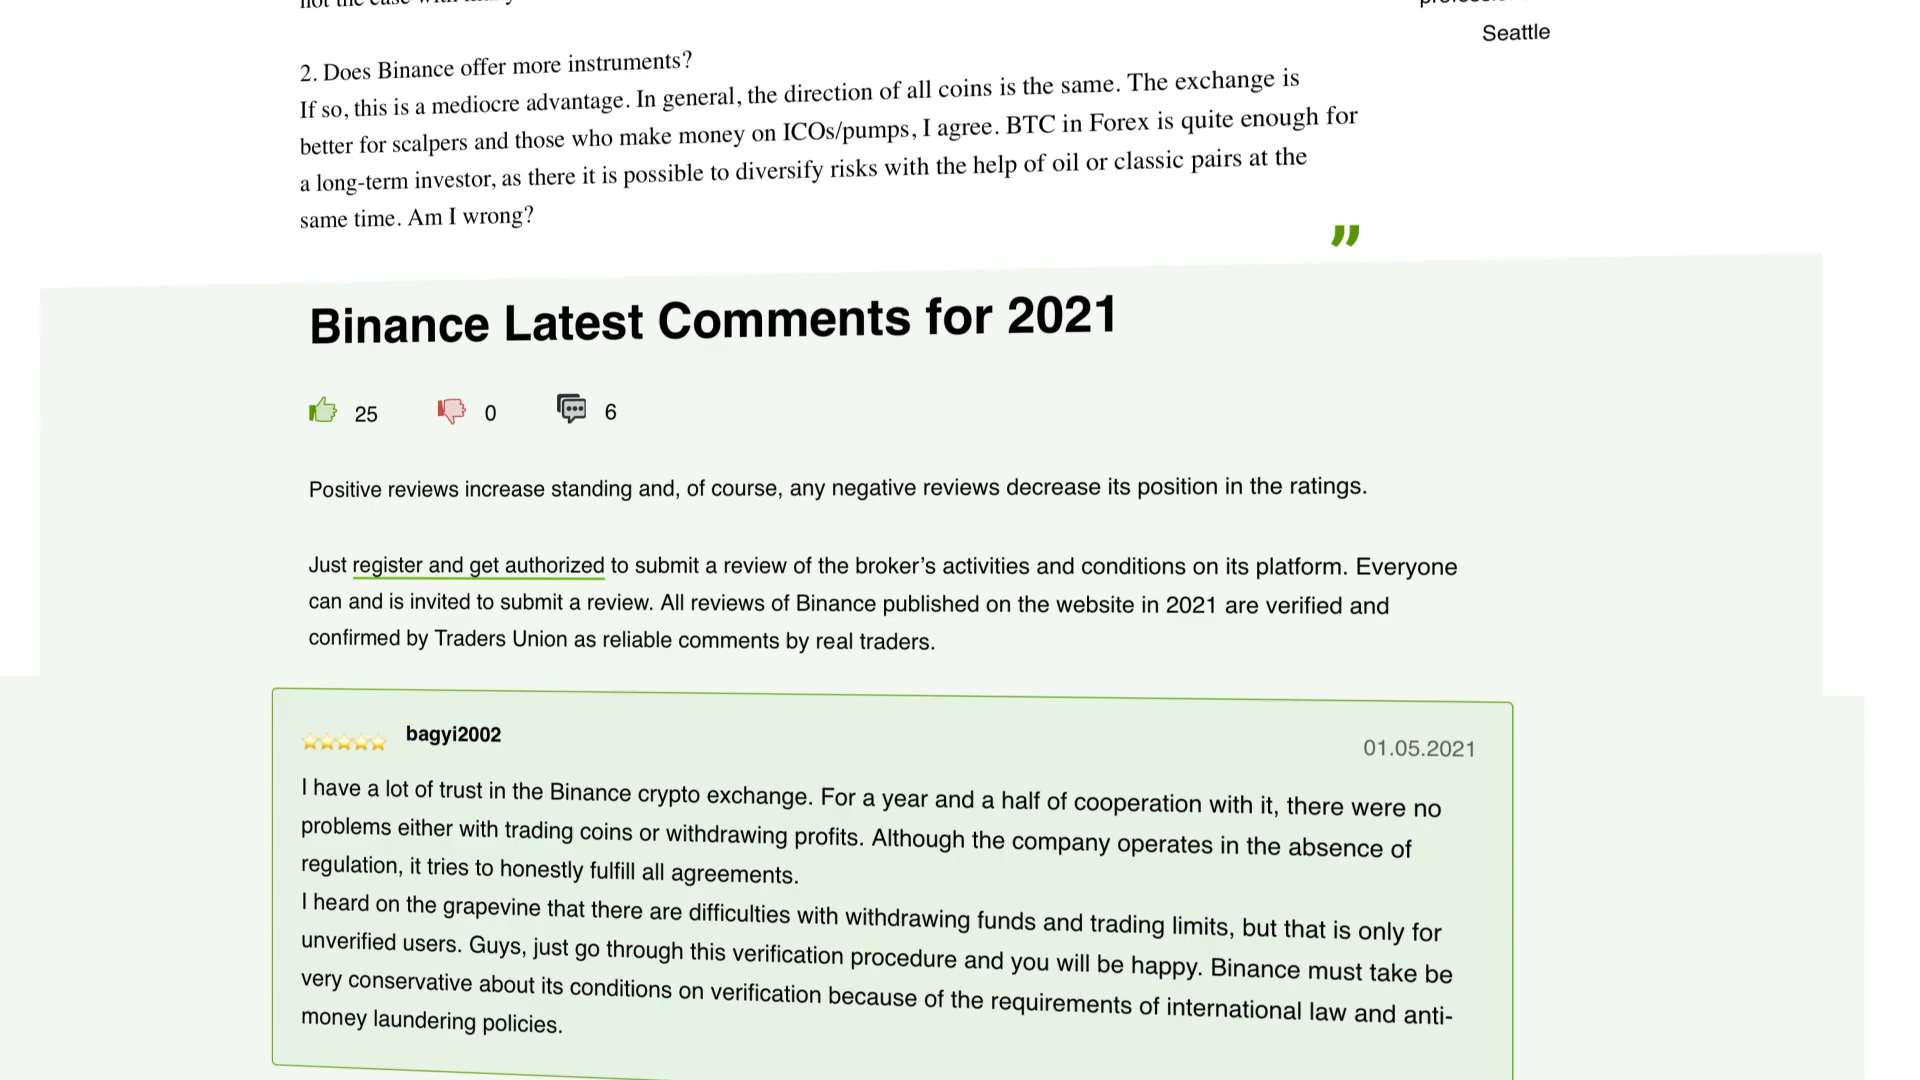 Seattle
2. Does Binance offer more instruments?
If so, this is a mediocre advantage. In general, the direction of all coins is the same. The exchange is
better for scalpers and those who make money on ICOs/pumps, I agree. BTC in Forex is quite enough for
a long-term investor, as there it is possible to diversify risks with the help of oil or classic pairs at the
same time. Am I wrong?
”
Binance Latest Comments for 2021
25 0 6
Positive reviews increase standing and, of course, any negative reviews decrease its position in the ratings.
Just register and get authorized to submit a review of the broker’s activities and conditions on its platform. Everyone
can and is invited to submit a review. All reviews of Binance published on the website in 2021 are verified and
confirmed by Traders Union as reliable comments by real traders.
bagyi2002
01.05.2021
I have a lot of trust in the Binance crypto exchange. For a year and a half of cooperation with it, there were no
problems either with trading coins or withdrawing profits. Although the company operates in the absence of
regulation, it tries to honestly fulfill all agreements.
I heard on the grapevine that there are difficulties with withdrawing funds and trading limits, but that is only for
unverified users. Guys, just go through this verification procedure and you will be happy. Binance must take be
very conservative about its conditions on verification because of the requirements of international law and anti-
money laundering policies.